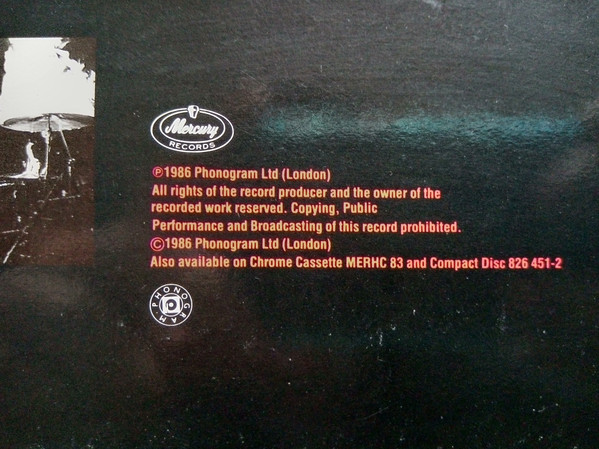 Mercury
RECORDS
℗1986 Phonogram Ltd (London)
All rights of the record producer and the owner of the
recorded work reserved. Copying, Public
Performance and Broadcasting of this record prohibited.
©1986 Phonogram Ltd (London)
Also available on Chrome Cassette MERHC 83 and Compact Disc 826 451-2
PHONOGRAM